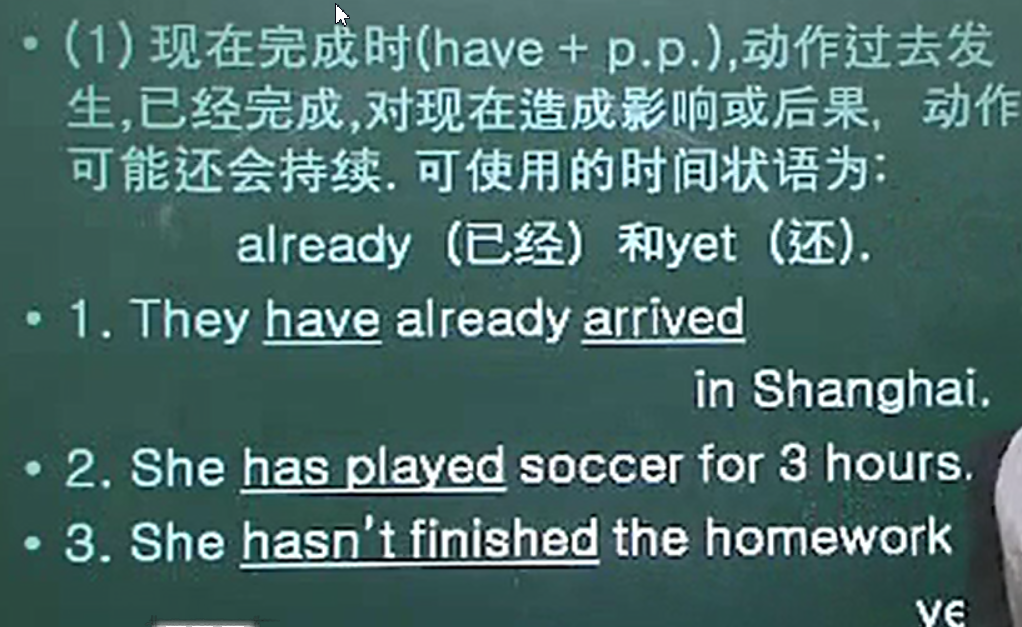 • (1) 现在完成时(have + p.p.),动作过去发
生,已经完成,对现在造成影响或后果, 动作
可能还会持续. 可使用的时间状语为:
already（已经）和yet（还）.
• 1. They have already arrived
in Shanghai.
• 2. She has played soccer for 3 hours.
• 3. She hasn't finished the homework